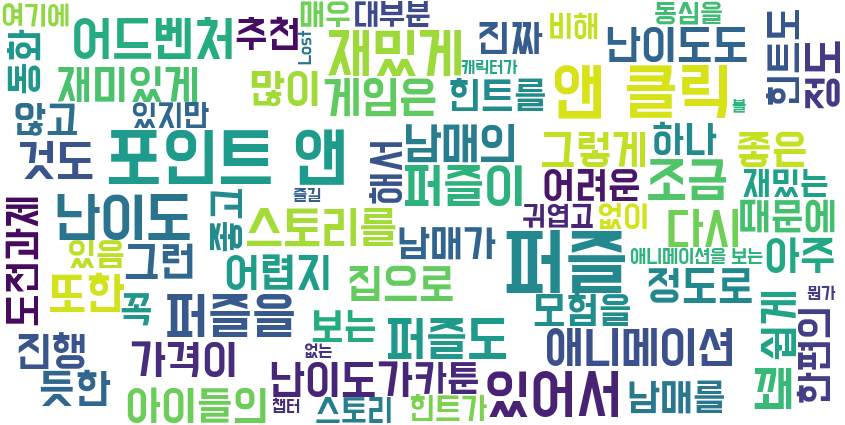 여기에
동화
어드벤처
추천
매우
대부분
Lost
재밌게
진짜
캐릭터가
비해
난이도도
동심을
힌트도
정도
재미있게
많이
게임은
힌트를
앤 클릭
볼
않고
있지만
것도
포인트 앤
해서
남매의
퍼즐이
그렇게
하나
좋은
어려운
조금
재밌는
난이도
즐길
좋고
스토리를
귀엽고
없이
다시
때문에
도전과제
있음
그런
남매가
퍼즐
애니메이션을 보는
아주
또한
꼭
어렵지
집으로
정도로
뭔가
퍼즐을
보는
퍼즐도
모험을
쉽게
한편의
진행
가격이
없는
애니메이션
듯한
난이도가
카툰
있어서
남매를
꽤
아이들의
챕터
스토리
힌트가